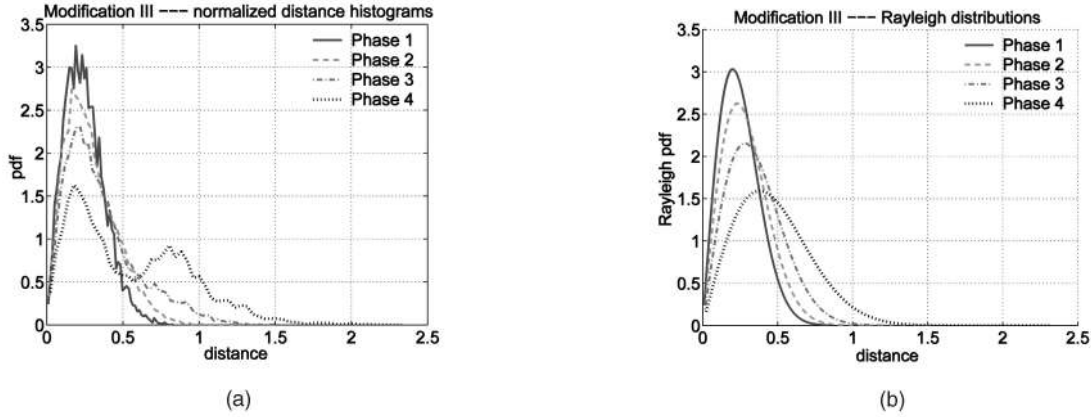 Modification III ---- normalized distance histograms
3.5
3
2.5
2
1.5
1
0.5
0
pdf
Phase 1
Phase 2
Phase 3
Phase 4
0 0.5 1 1.5 2 2.5
distance
(a)
Modification III ---- Rayleigh distributions
3.5
3
2.5
2
1.5
1
0.5
0
Rayleigh pdf
Phase 1
Phase 2
Phase 3
Phase 4
0 0.5 1 1.5 2 2.5
distance
(b)